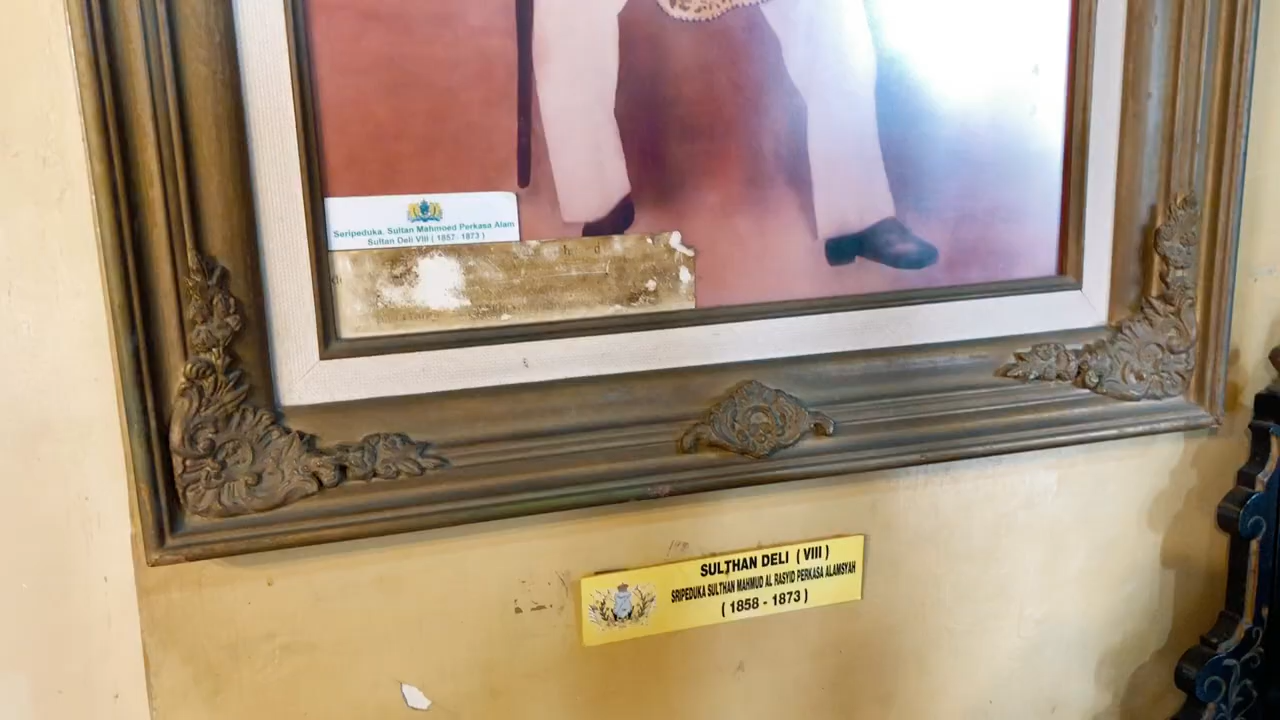 Seripeduka. Sultan Mahmoed Perkasa Alam
Sultan Deli VIII ( 1857- 1873 )
SULTHAN DELI ( VIII )
SRIPEDUKA SULTHAN MAHMUD AL RASYID PERKASA ALAMSYAH
( 1858 - 1873 )